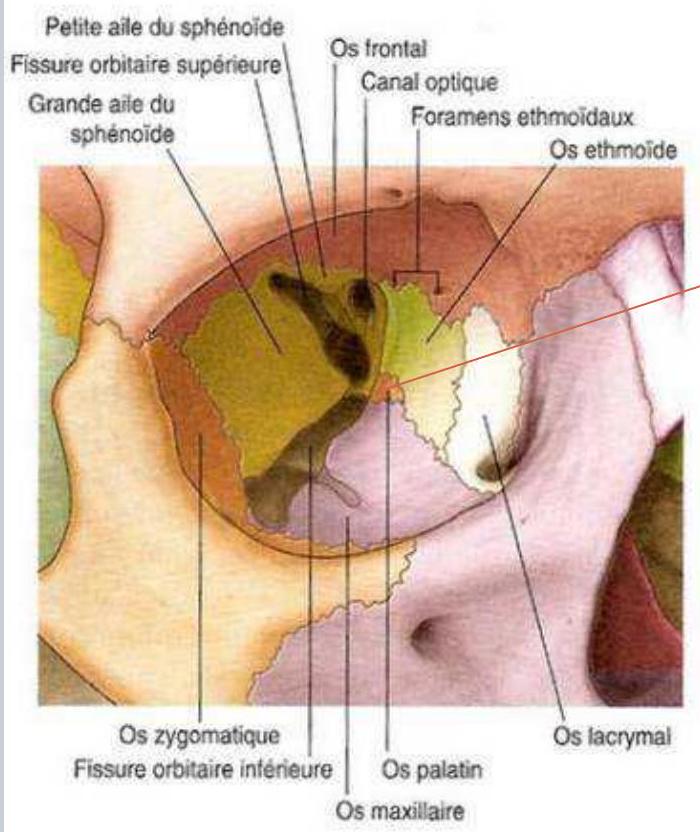 Petite aile du sphénoïde
Os frontal
Fissure orbitaire supérieure
Canal optique
Grande aile du
sphénoïde
Foramens ethmoïdaux
Os ethmoïde
Os zygomatique
Os lacrymal
Fissure orbitaire inférieure
Os palatin
Os maxillaire